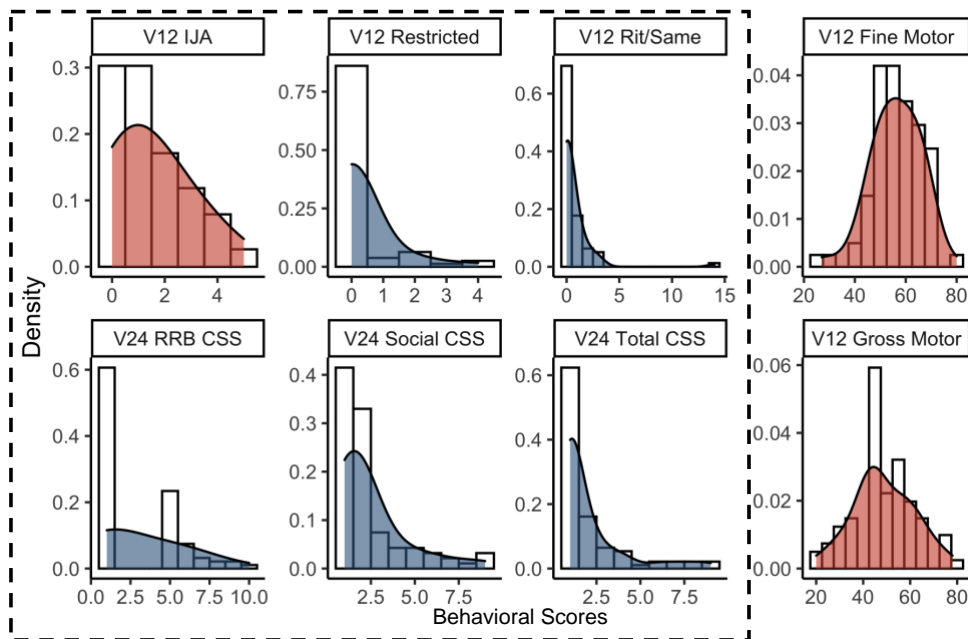 V12 IJA
V12 Restricted
V12 Rit/Same
V12 Fine Motor
0.3
0.2
0.1
0.0
0 2 4
0.75
0.50
0.25
0.00
0 1 2 3 4
0.6
0.4
0.2
0.0
0 5 10 15
0.04
0.03
0.02
0.01
0.00
20 40 60 80
Density
V24 RRB CSS
V24 Social CSS
V24 Total CSS
V12 Gross Motor
0.6
0.4
0.2
0.0
0.0 2.5 5.0 7.5 10.0
0.4
0.3
0.2
0.1
0.0
2.5 5.0 7.5
0.6
0.4
0.2
0.0
2.5 5.0 7.5
0.06
0.04
0.02
0.00
20 40 60 80
Behavioral Scores